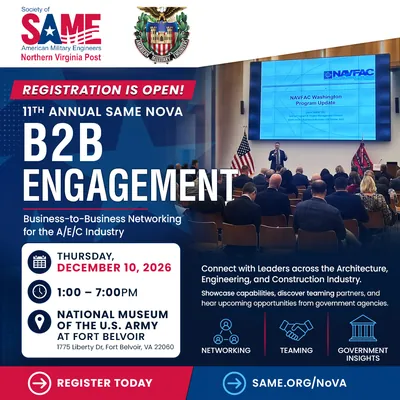 Society of
SAME
American Military Engineers
Northern Virginia Post
REGISTRATION IS OPEN!
11TH ANNUAL SAME NOVA
B2B
ENGAGEMENT
Business-to-Business Networking
for the A/E/C Industry
NAVFAC
NAVFAC Washington
Program Update
THURSDAY,
DECEMBER 10, 2026
1:00 – 7:00PM
NATIONAL MUSEUM
OF THE U.S. ARMY
AT FORT BELVOIR
1775 Liberty Dr, Fort Belvoir, VA 22060
Connect with Leaders across the Architecture,
Engineering, and Construction Industry.
Showcase capabilities, discover teaming partners, and
hear upcoming opportunities from government agencies.
NETWORKING
TEAMING
GOVERNMENT
INSIGHTS
REGISTER TODAY
SAME.ORG/NoVA